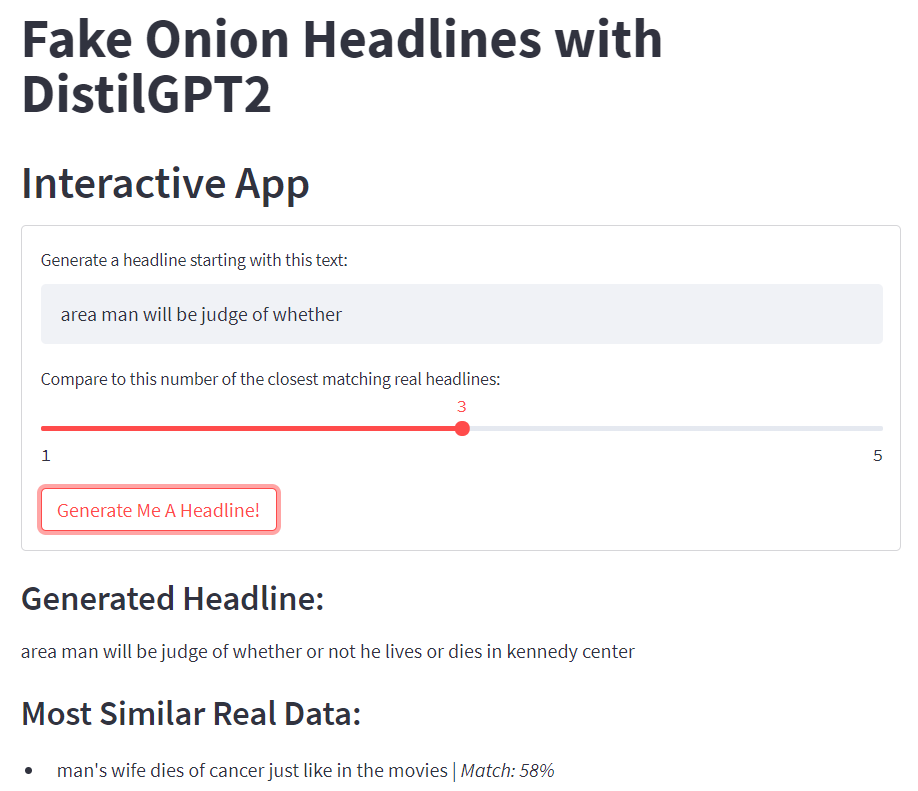 Fake Onion Headlines with
DistilGPT2
Interactive App
Generate a headline starting with this text:
area man will be judge of whether
Compare to this number of the closest matching real headlines:
3
1 5
Generate Me A Headline!
Generated Headline:
area man will be judge of whether or not he lives or dies in kennedy center
Most Similar Real Data:
• man's wife dies of cancer just like in the movies | Match: 58%